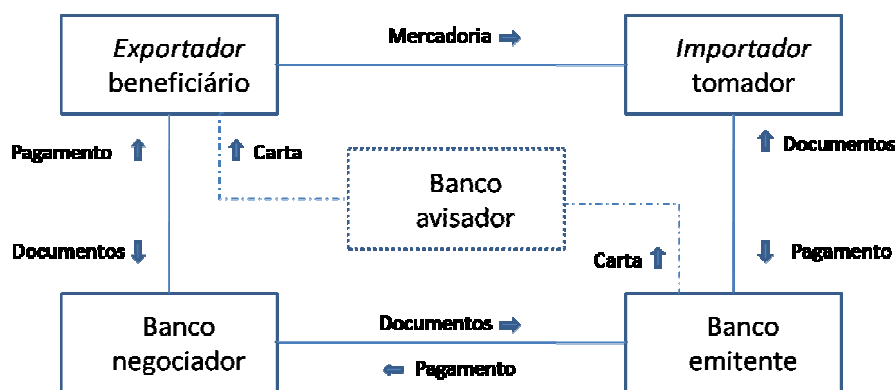 Exportador
beneficiário
Mercadoria
Importador
tomador
Pagamento
Carta
Banco
avisador
Documentos
Documentos
Carta
Pagamento
Banco
negociador
Documentos
Pagamento
Banco
emitente